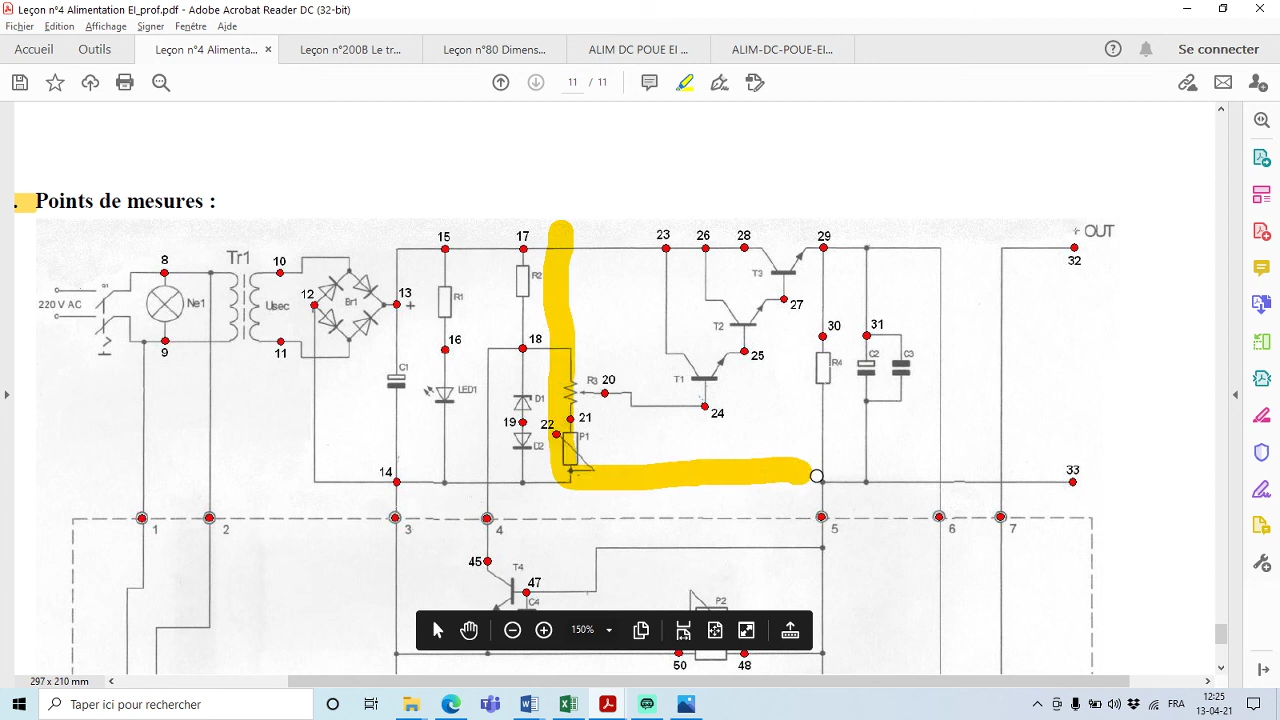 Leçon n°4 Alimentation EI_prof.pdf - Adobe Acrobat Reader DC (32-bit)
Fichier Edition Affichage Signer Fenêtre Aide
Accueil Outils Leçon n°4 Alimenta... × Leçon n°200B Le tr... Leçon n°80 Dimens... ALIM DC POUE EI ... ALIM-DC-POUE-EI... Se connecter
11 / 11
. Points de mesures :
+ OUT
15 17 23 26 28 29
32
8 10 Tr1
T3
12 13 +
R2
220 V AC Ne1 Usec Br1 R1 27
T2 30 31
9 11 16 18 25
C1 R3 20 T1 R4 C2 C3
LED1 D1 24
19 22 21
D2 P1
14 33
1 2 3 4 5 6 7
45 T4
47
C4 P2
150%
50 48
297 x 210 mm
Taper ici pour rechercher
FRA
12:25
13-04-21